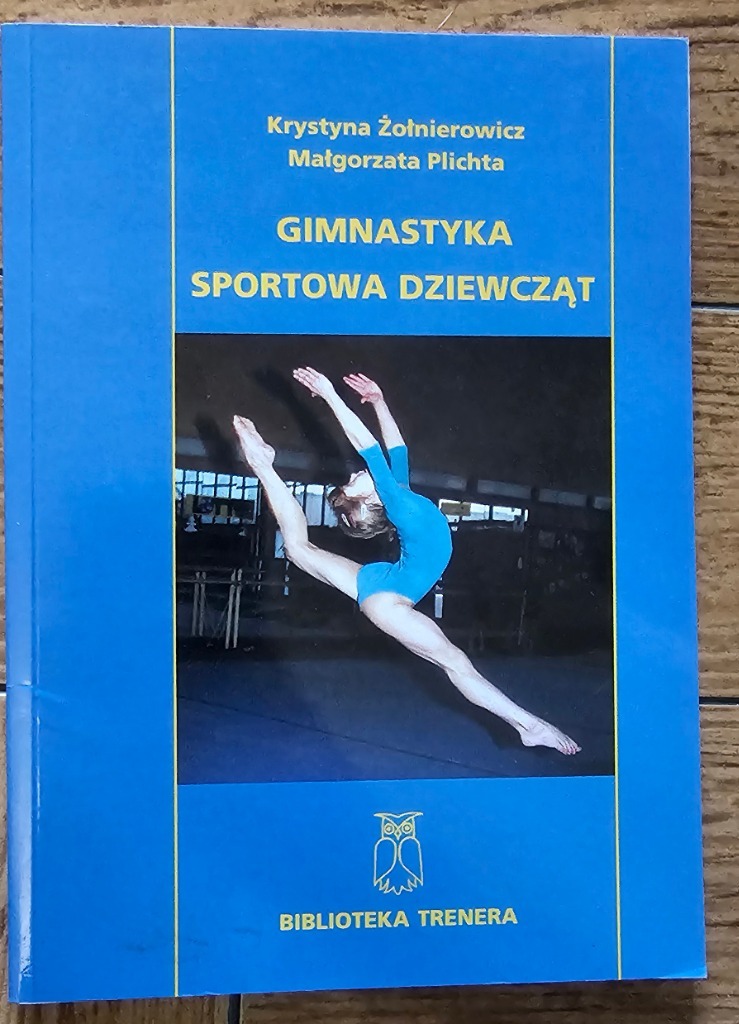 Krystyna Żołnierowicz
Małgorzata Plichta
GIMNASTYKA
SPORTOWA DZIEWCZĄT
BIBLIOTEKA TRENERA